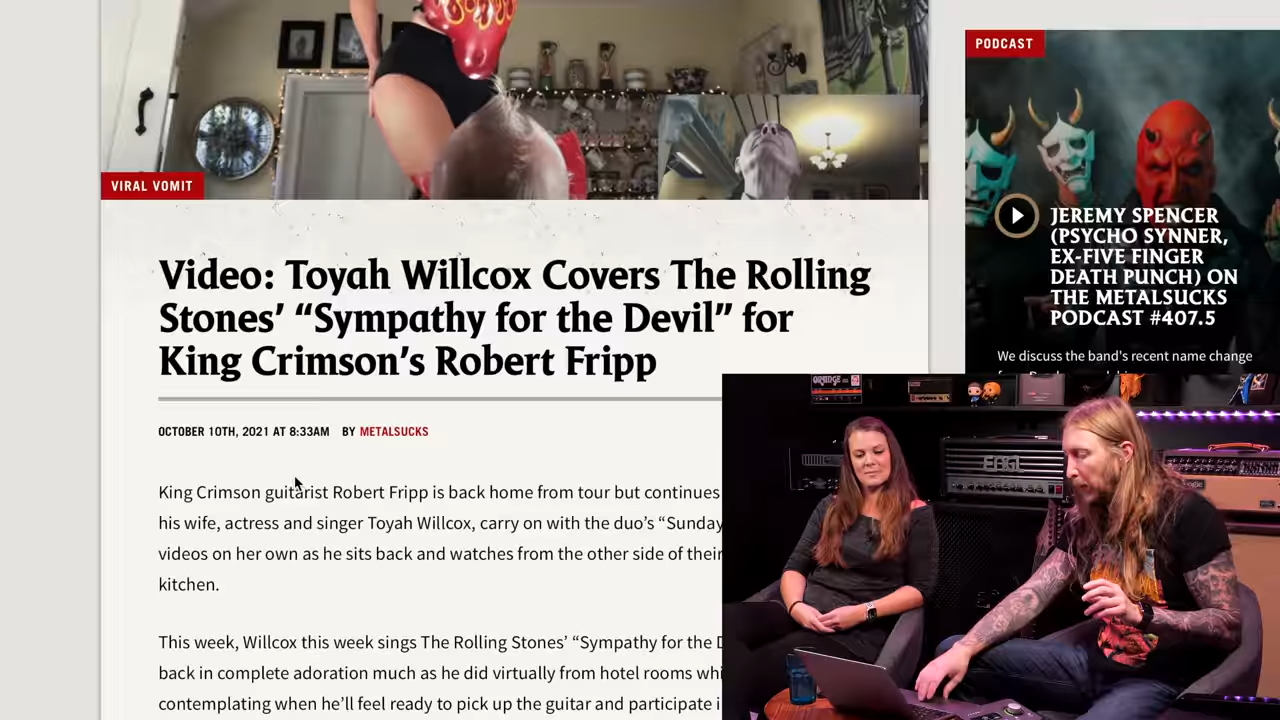 PODCAST
VIRAL VOMIT
JEREMY SPENCER
(PSYCHO SYNNER,
EX-FIVE FINGER
DEATH PUNCH) ON
THE METALSUCKS
PODCAST #407.5
We discuss the band's recent name change
Video: Toyah Willcox Covers The Rolling
Stones' “Sympathy for the Devil” for
King Crimson's Robert Fripp
OCTOBER 10TH, 2021 AT 8:33AM BY METALSUCKS
King Crimson guitarist Robert Fripp is back home from tour but continues
his wife, actress and singer Toyah Willcox, carry on with the duo's “Sunday
videos on her own as he sits back and watches from the other side of their
kitchen.
This week, Willcox this week sings The Rolling Stones' “Sympathy for the
back in complete adoration much as he did virtually from hotel rooms
contemplating when he'll feel ready to pick up the guitar and participate
ORANGE
ENGL